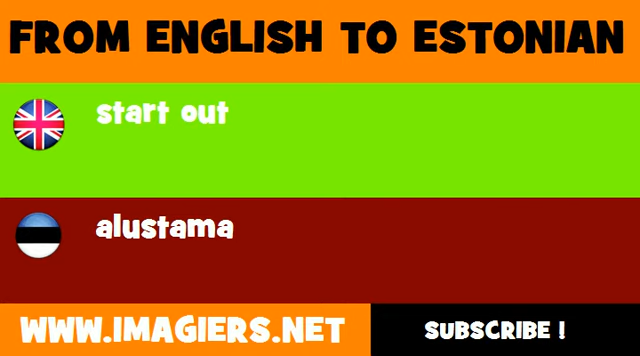 FROM ENGLISH TO ESTONIAN
start out
alustama
WWW.IMAGIERS.NET
SUBSCRIBE !